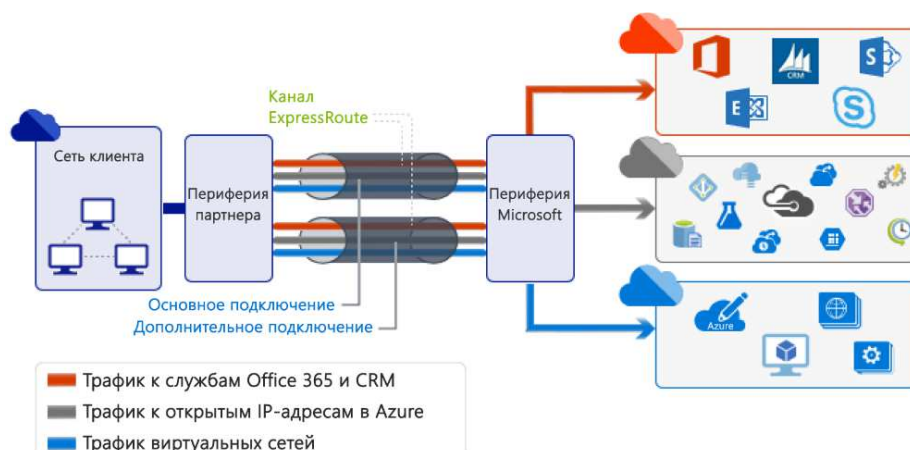 Канал
ExpressRoute
Сеть клиента
Периферия
партнера
Периферия
Microsoft
CRM
S
E
S
Azure
Основное подключение
Дополнительное подключение
Трафик к службам Office 365 и CRM
Трафик к открытым IP-адресам в Azure
Трафик виртуальных сетей